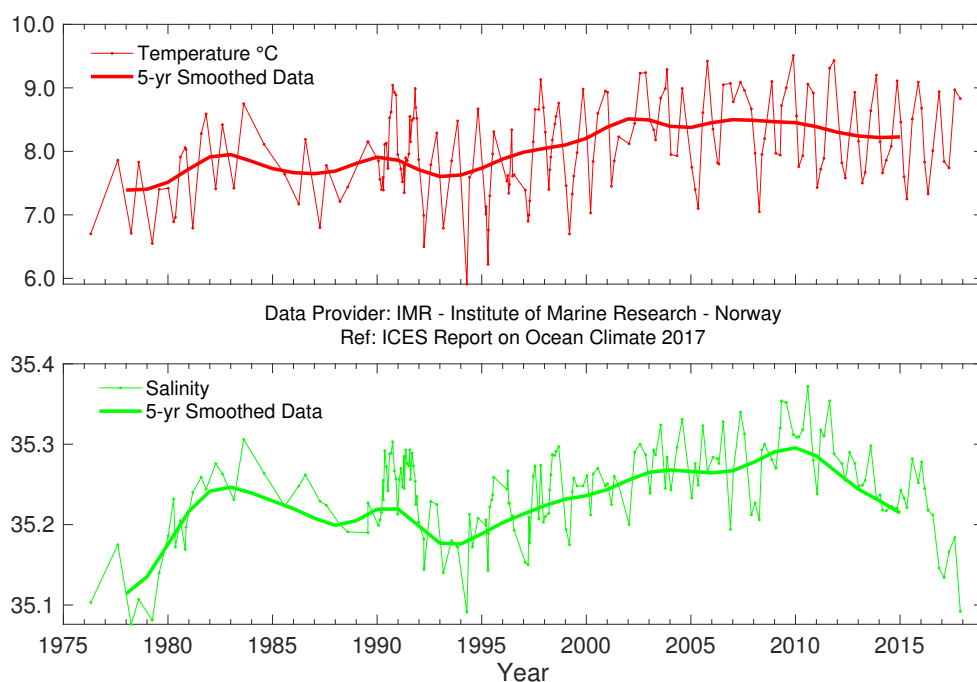 10.0
9.0
8.0
7.0
6.0
Temperature °C
5-yr Smoothed Data
Data Provider: IMR - Institute of Marine Research - Norway
Ref: ICES Report on Ocean Climate 2017
35.4
35.3
35.2
35.1
Salinity
5-yr Smoothed Data
1975 1980 1985 1990 1995 2000 2005 2010 2015
Year